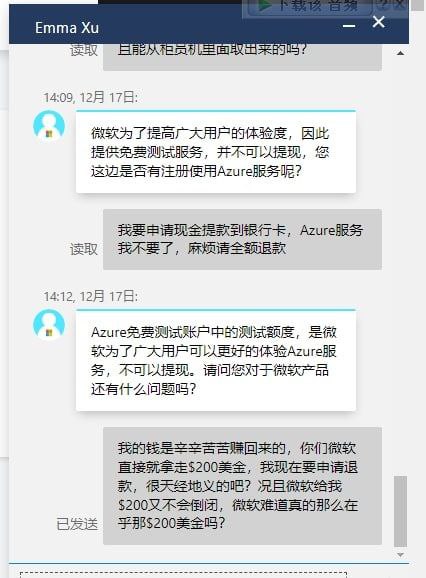 下载该 音频
? ×
Emma Xu
且能从柜员机里面取出来的吗?
读取
14:09, 12月 17日:
微软为了提高广大用户的体验度，因此
提供免费测试服务，并不可以提现，您
这边是否有注册使用Azure服务呢?
我要申请现金提款到银行卡，Azure服务
我不要了，麻烦请全额退款
读取
14:12, 12月 17日:
Azure免费测试账户中的测试额度，是微
软为了广大用户可以更好的体验Azure服
务，不可以提现。请问您对于微软产品
还有什么问题吗?
我的钱是辛辛苦苦赚回来的，你们微软
直接就拿走$200美金，我现在要申请退
款，很天经地义的吧？况且微软给我
$200又不会倒闭，微软难道真的那么在
乎那$200美金吗?
已发送